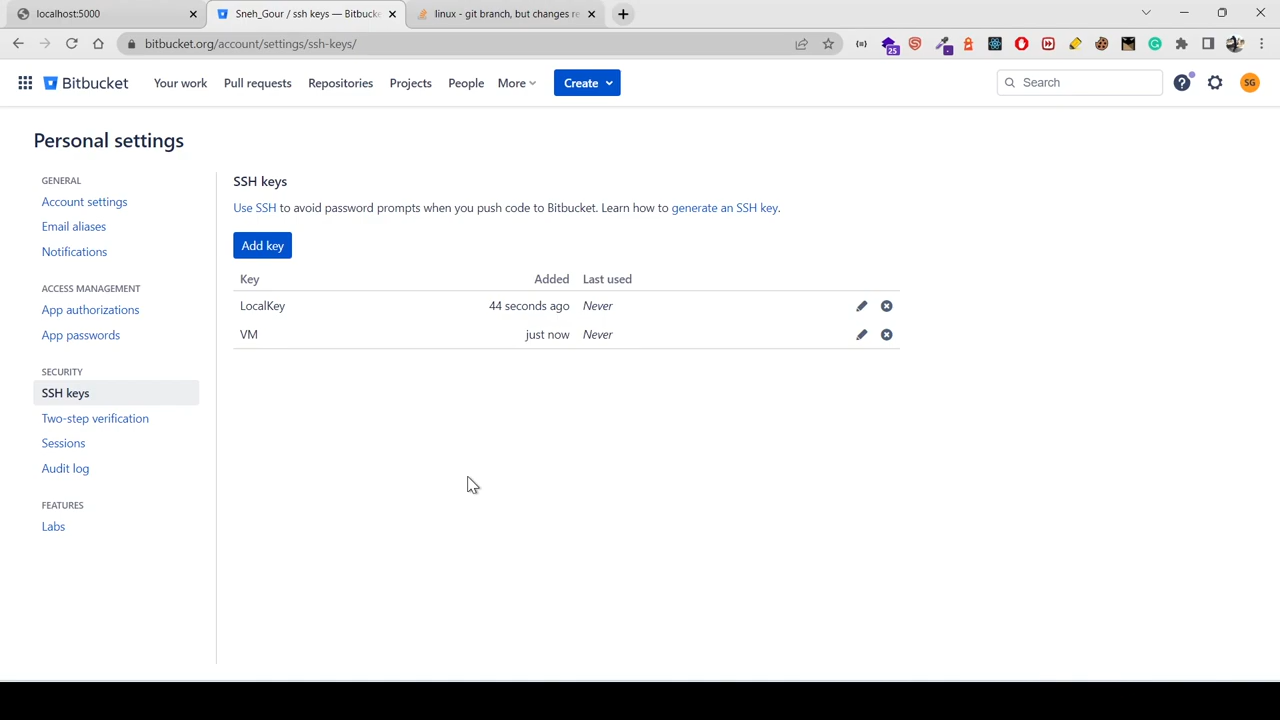 localhost:5000
Sneh_Gour / ssh keys — Bitbucke
linux - git branch, but changes re
bitbucket.org/account/settings/ssh-keys/
25
Bitbucket
Your work
Pull requests
Repositories
Projects
People
More
Create
Search
SG
Personal settings
GENERAL
Account settings
Email aliases
Notifications
ACCESS MANAGEMENT
App authorizations
App passwords
SECURITY
SSH keys
Two-step verification
Sessions
Audit log
FEATURES
Labs
SSH keys
Use SSH to avoid password prompts when you push code to Bitbucket. Learn how to generate an SSH key.
Add key
Key Added Last used
LocalKey 44 seconds ago Never
VM just now Never